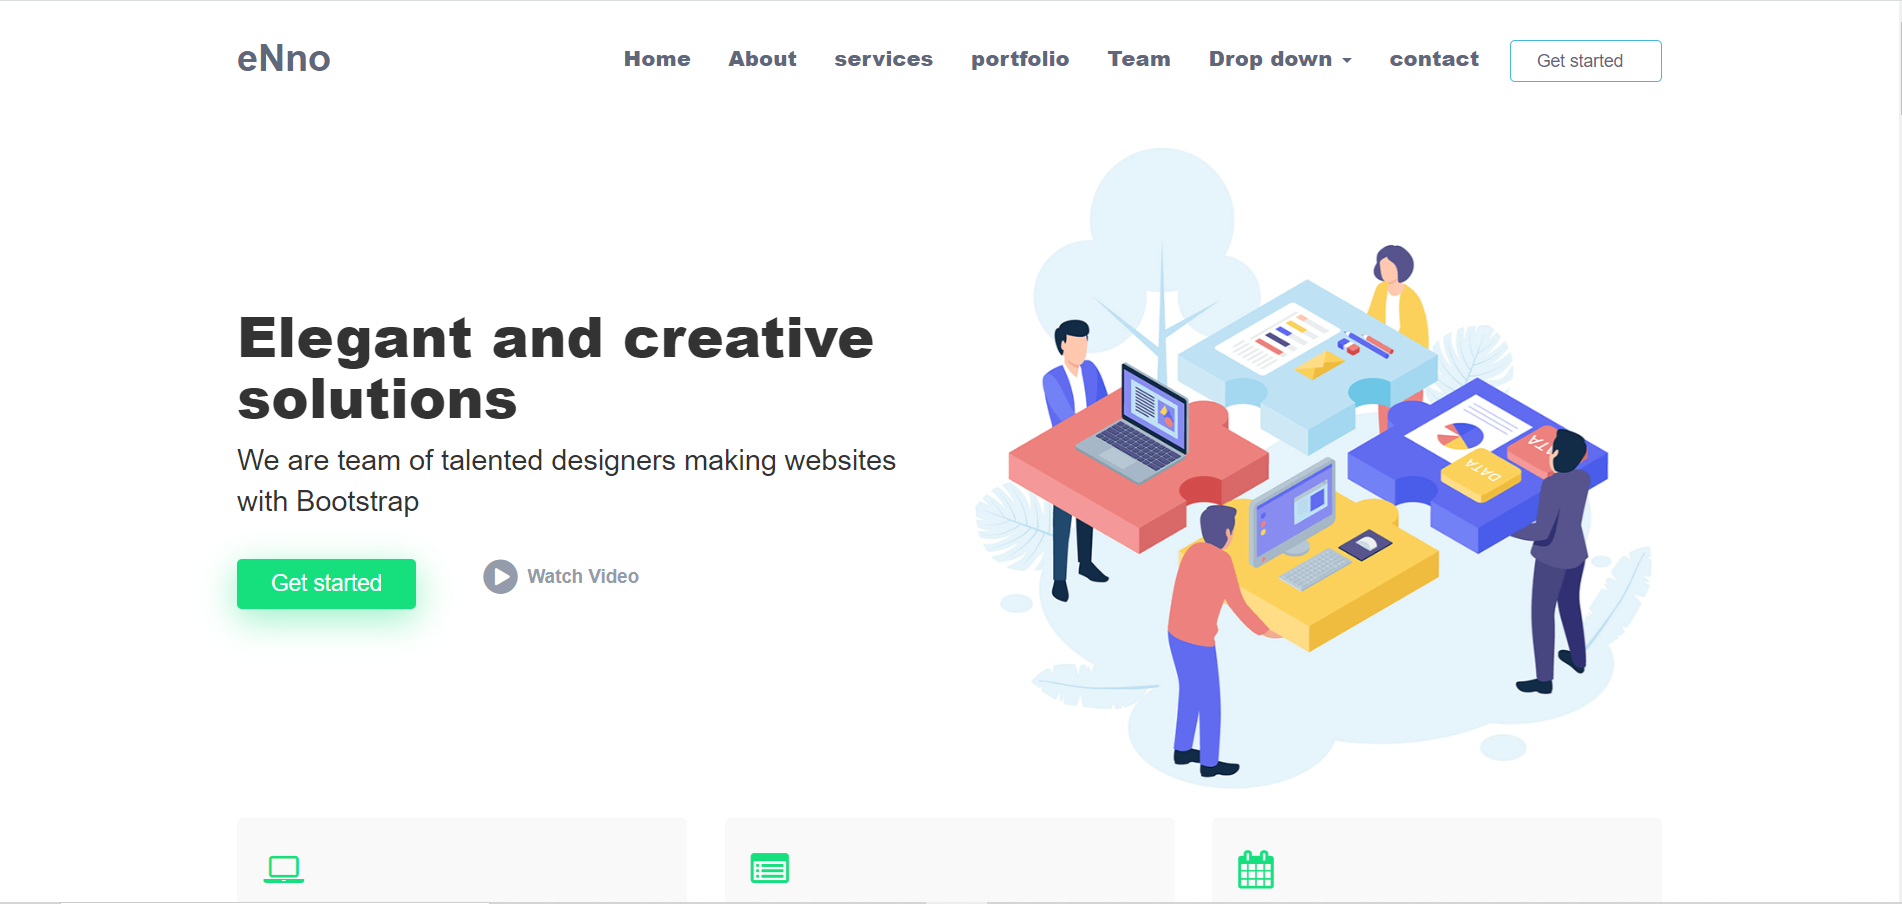 eNno
Home About services portfolio Team Drop down contact Get started
Elegant and creative
solutions
We are team of talented designers making websites
with Bootstrap
Get started Watch Video
DATA
DATA